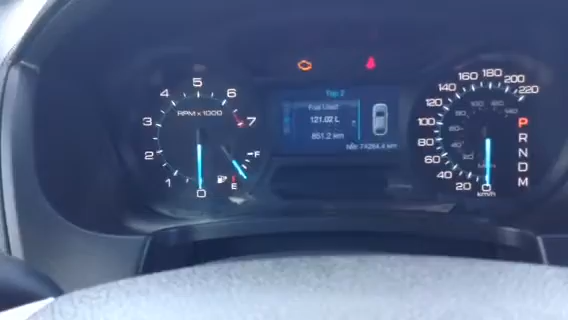 5
4 6
3 7
2
1
0
RPM x 1000
F
E
Trip 2
Fuel Used
121.02 L
851.2 km
74284.4 km
220
200
180
160
140
120
100
80
60
40
20
0
km/h
P
R
N
D
M